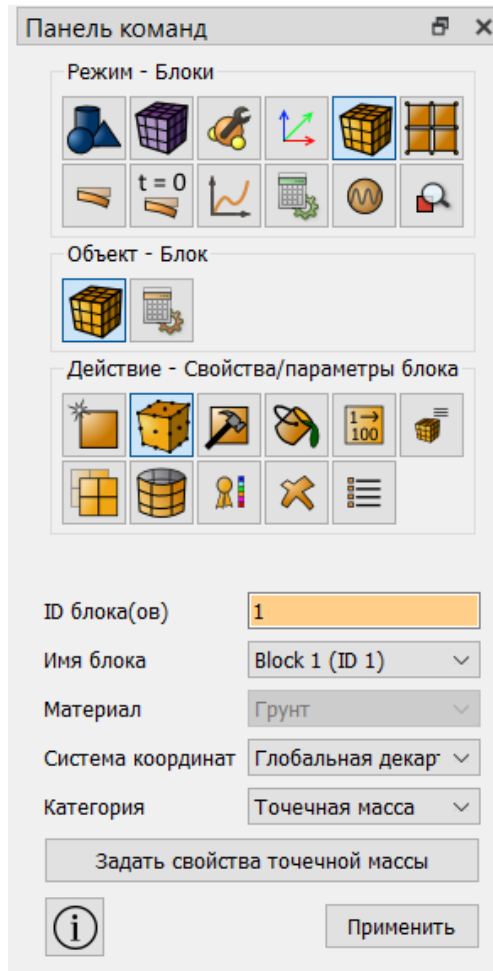 Панель команд
Режим - Блоки
t = 0
Объект - Блок
Действие - Свойства/параметры блока
1→
100
ID блока(ов) 1
Имя блока Block 1 (ID 1)
Материал Грунт
Система координат Глобальная декар
Категория Точечная масса
Задать свойства точечной массы
i Применить